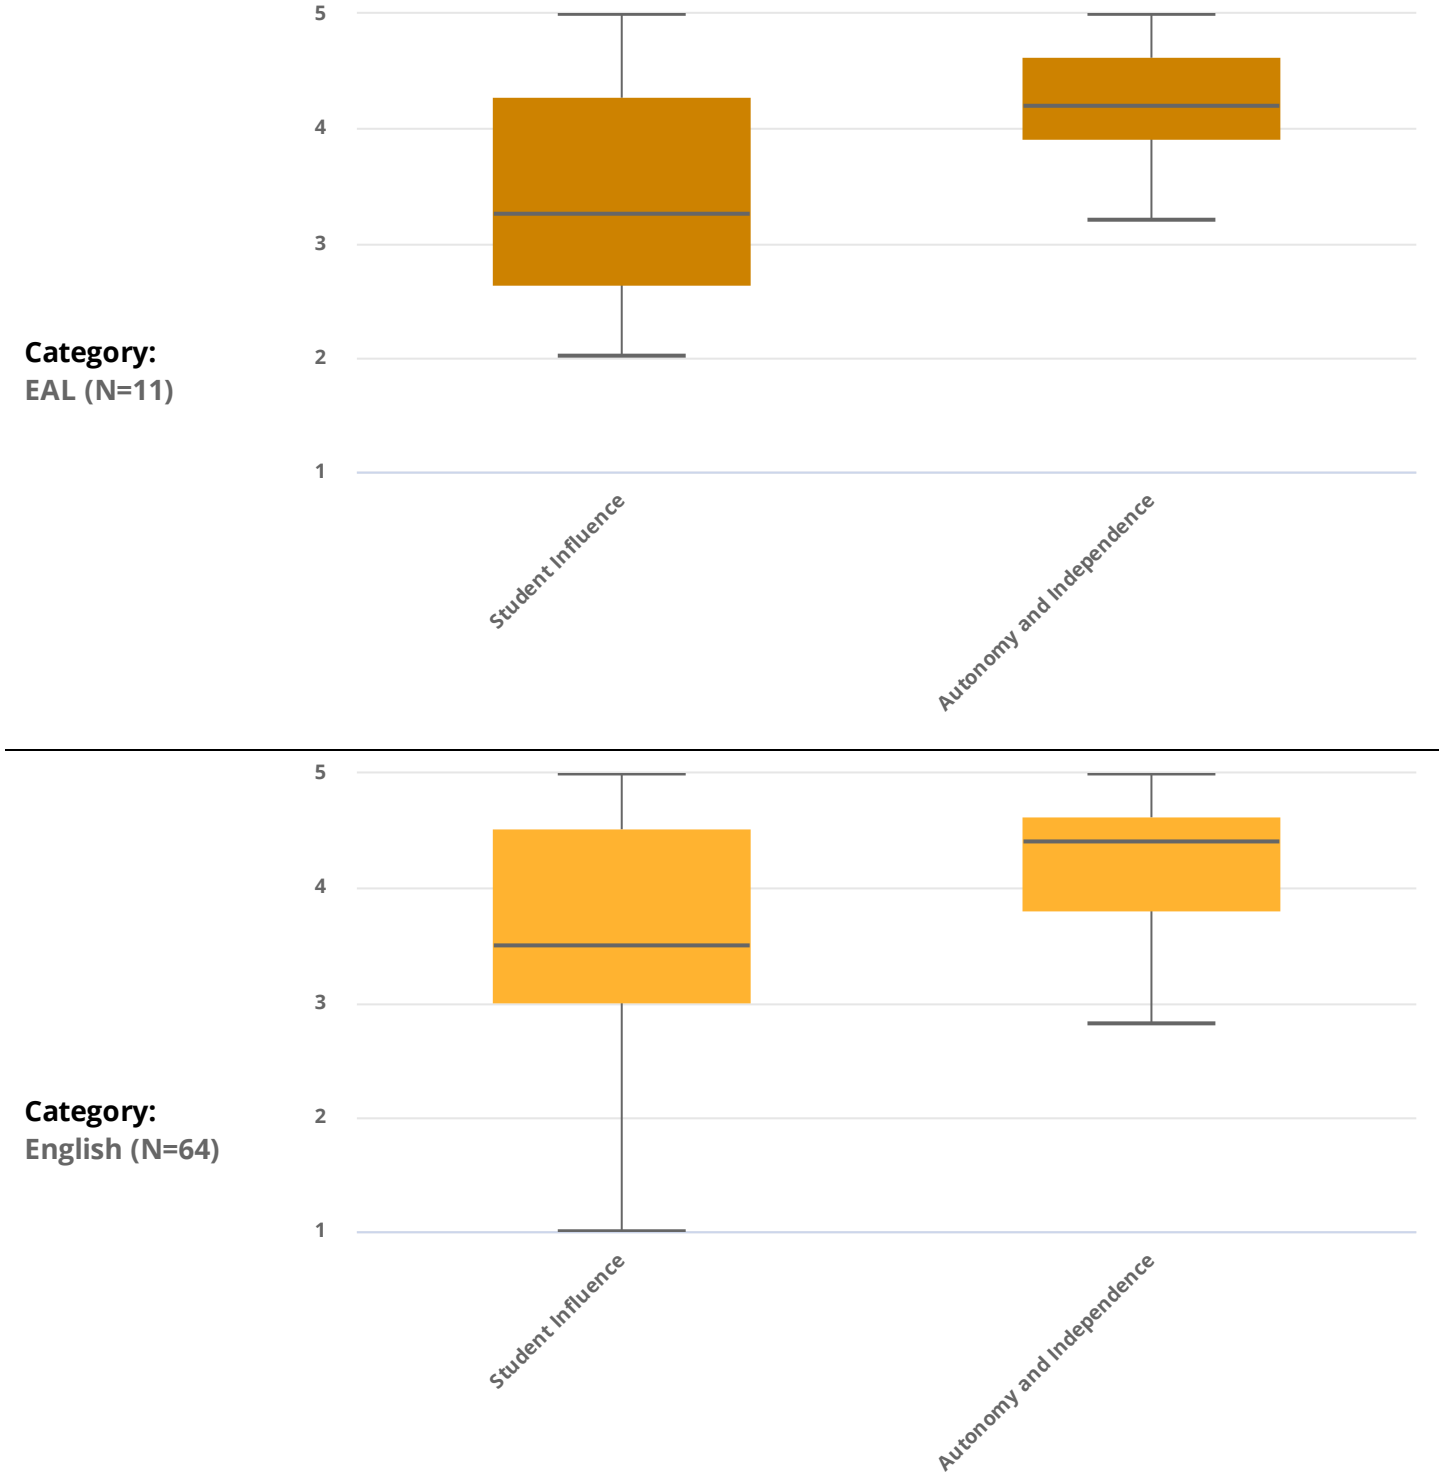 5
4
3
2
1
Category:
EAL (N=11)
Student Influence
Autonomy and Independence
5
4
3
2
1
Category:
English (N=64)
Student Influence
Autonomy and Independence